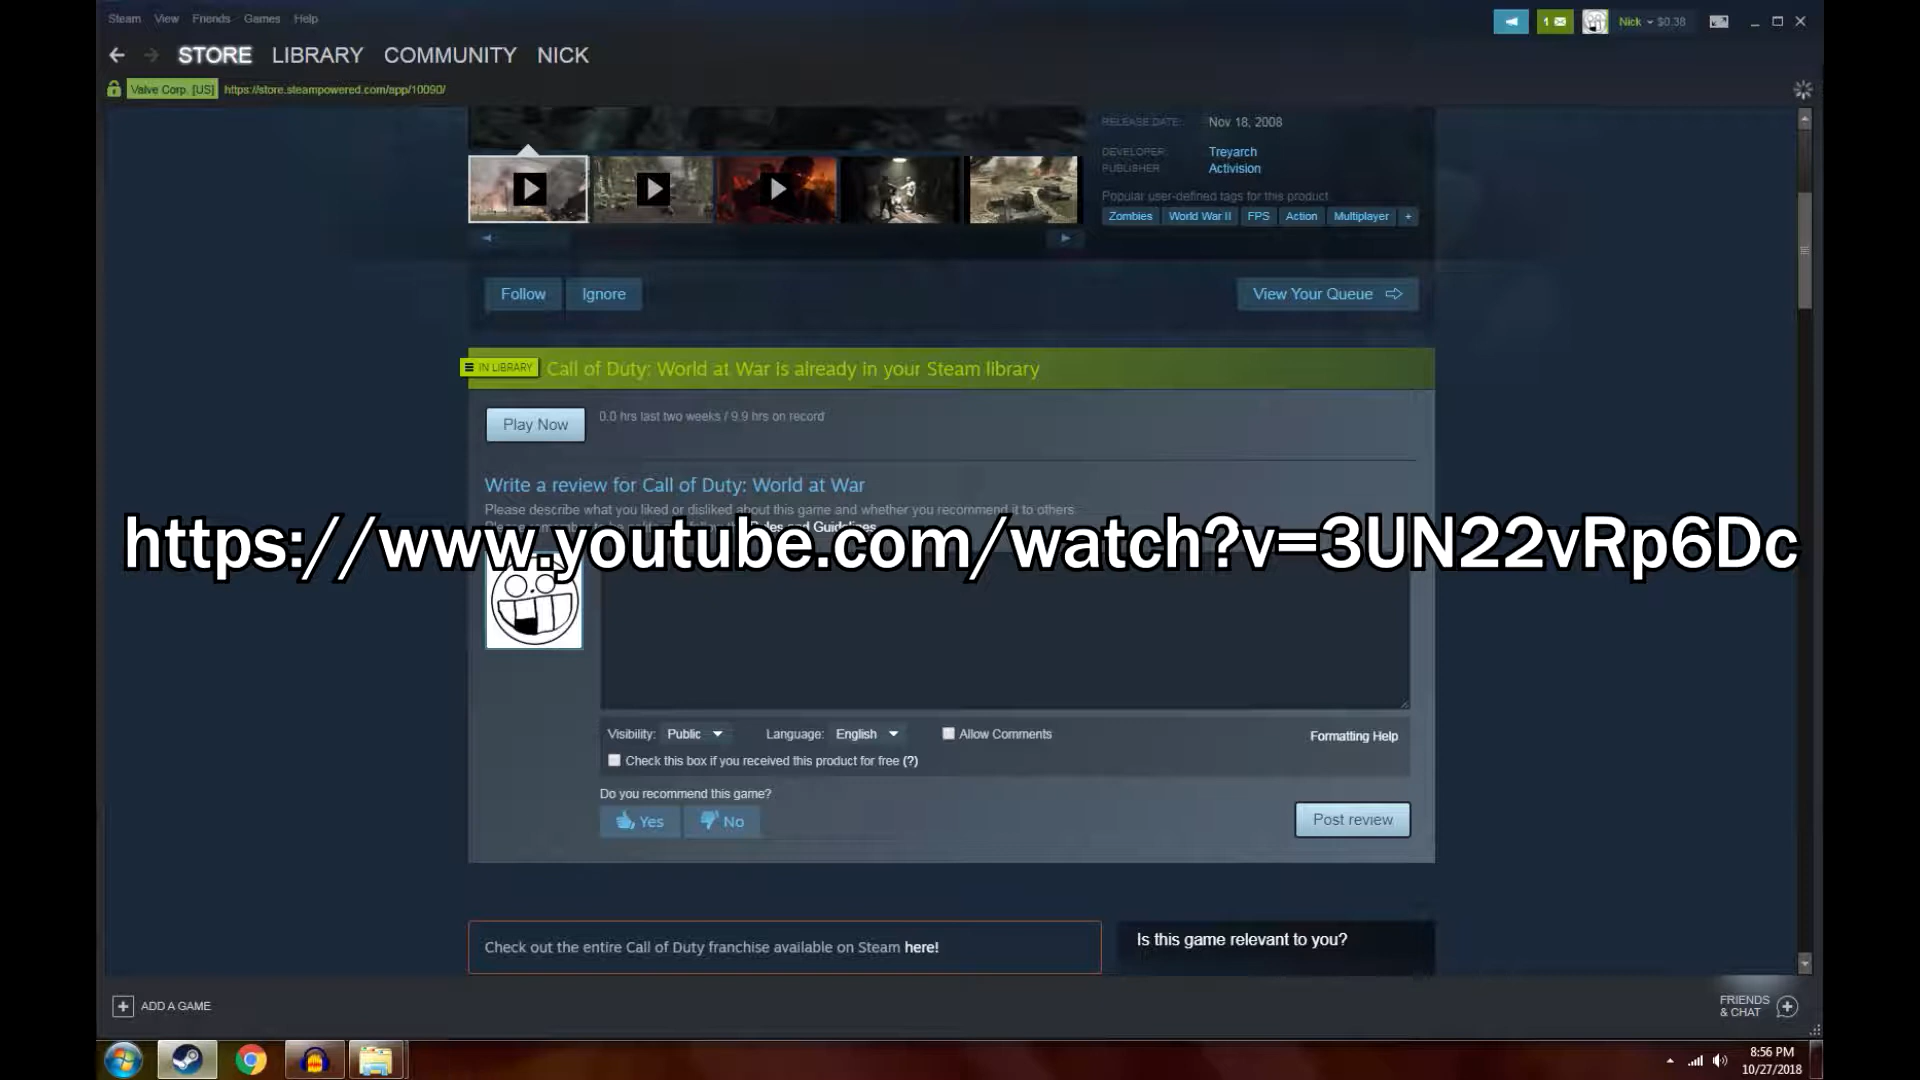 Steam View Friends Games Help
1 Nick $0.38
STORE LIBRARY COMMUNITY NICK
Valve Corp. [US] https://store.steampowered.com/app/10090/
RELEASE DATE: Nov 18, 2008
DEVELOPER: Treyarch
PUBLISHER: Activision
Popular user-defined tags for this product
Zombies World War II FPS Action Multiplayer +
Follow Ignore View Your Queue
IN LIBRARY Call of Duty: World at War is already in your Steam library
Play Now 0.0 hrs last two weeks / 9.9 hrs on record
Write a review for Call of Duty: World at War
Please describe what you liked or disliked about this game and whether you recommend it to others
Please remember to be Rules and Guidelines
https://www.youtube.com/watch?v=3UN22vRp6Dc
Visibility: Public Language: English Allow Comments Formatting Help
Check this box if you received this product for free (?)
Do you recommend this game?
Yes No Post review
Check out the entire Call of Duty franchise available on Steam here!
Is this game relevant to you?
ADD A GAME
FRIENDS
& CHAT
8:56 PM
10/27/2018